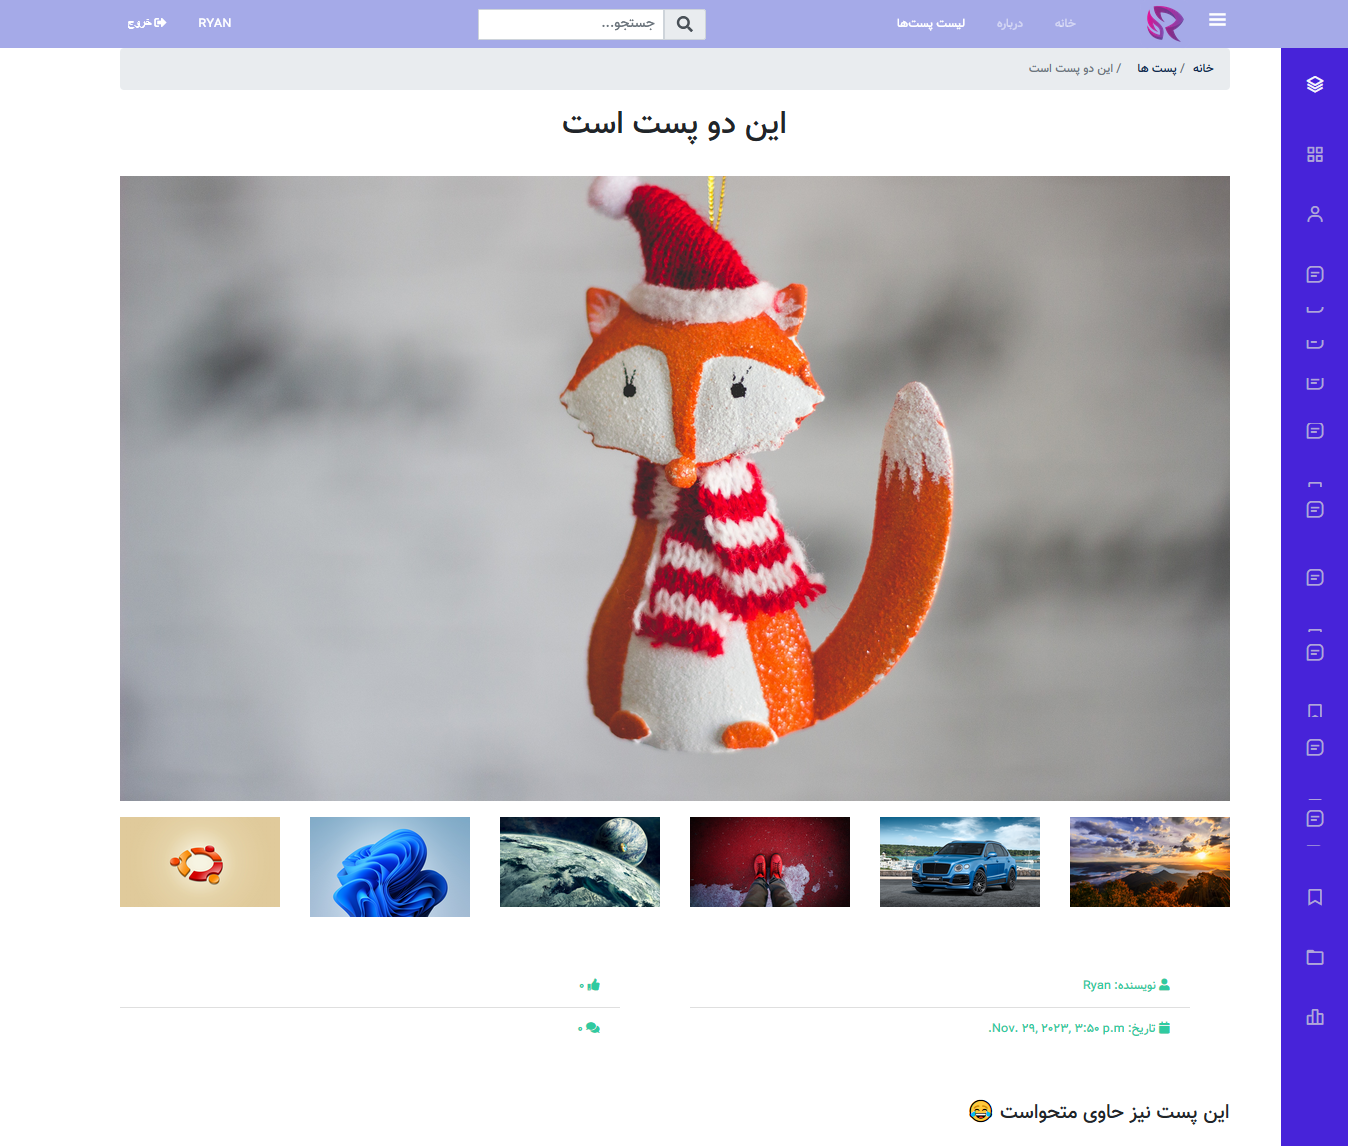 خانه
درباره
لیست پست‌ها
جستجو...
RYAN
خروج
خانه / پست ها / این دو پست است
این دو پست است
نویسنده: Ryan
۰
تاریخ: Nov. ۲۹, ۲۰۲۳, ۳:۵۰ p.m.
۰
این پست نیز حاوی متحواست 😂